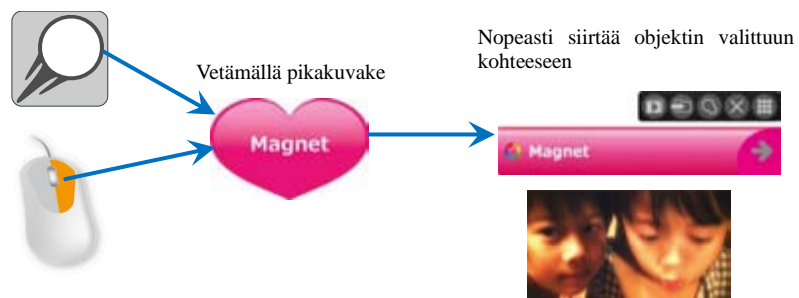 Nopeasti siirtää objektin valittuun
kohteeseen
Vetämällä pikakuvake
Magnet
Magnet